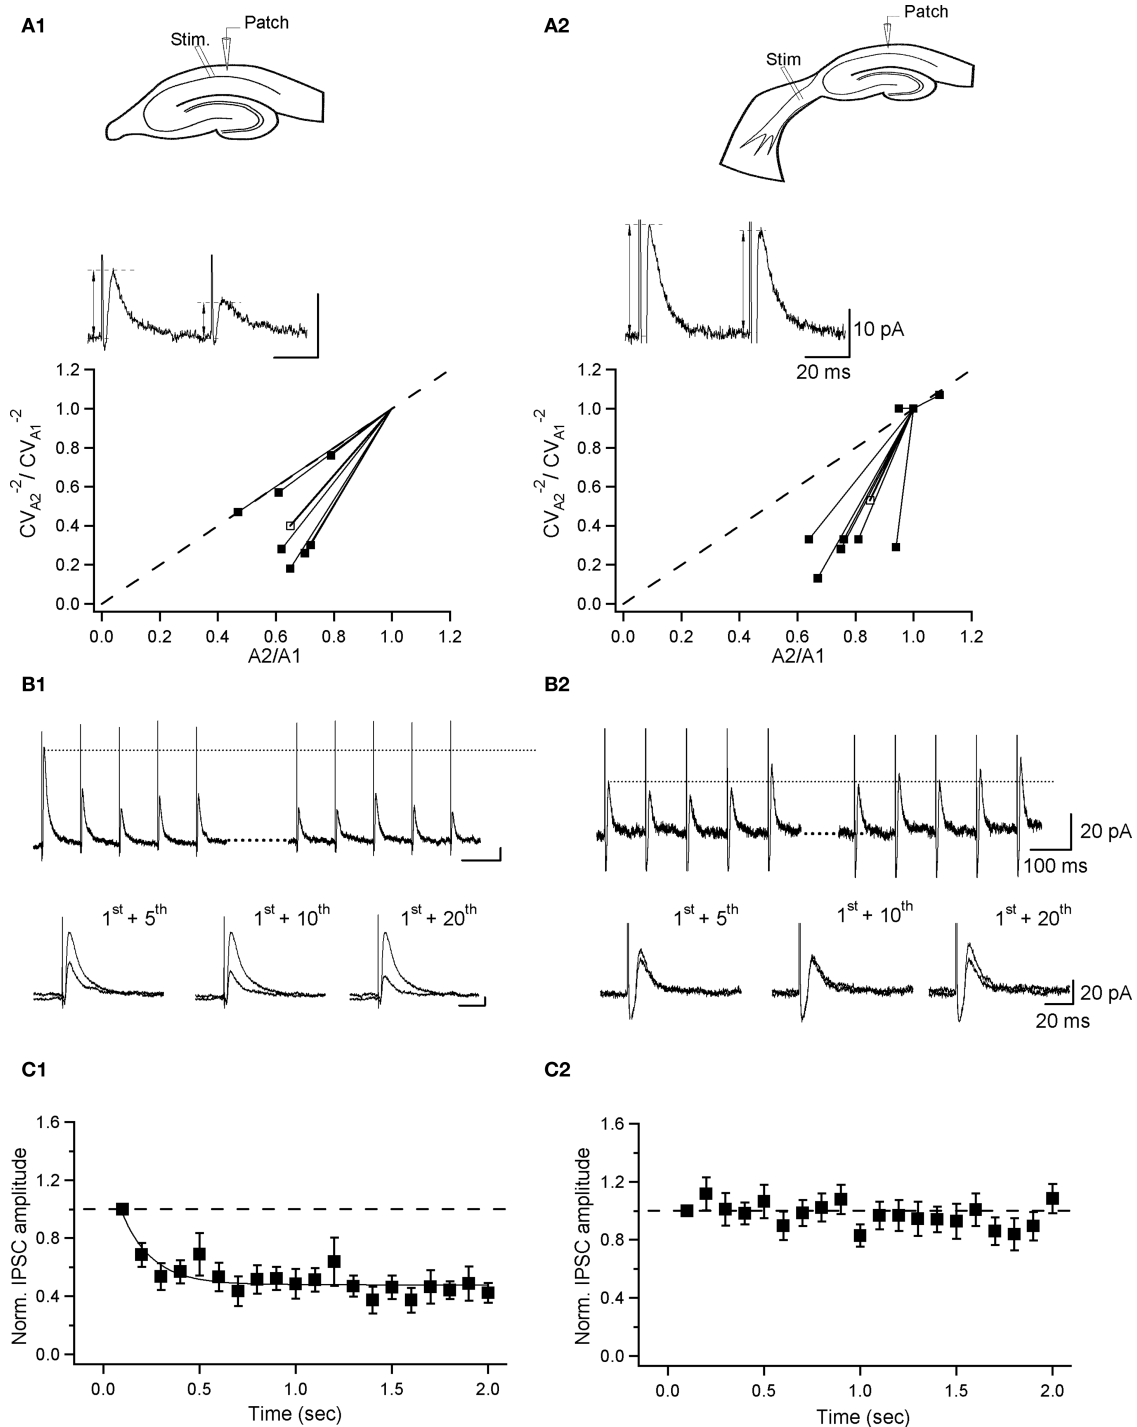 A1
Patch
Stim.
A2
Patch
Stim
10 pA
20 ms
CV_A2^-2 / CV_A1^-2
1.2
1.0
0.8
0.6
0.4
0.2
0.0
0.0 0.2 0.4 0.6 0.8 1.0 1.2
A2/A1
CV_A2^-2 / CV_A1^-2
1.2
1.0
0.8
0.6
0.4
0.2
0.0
0.0 0.2 0.4 0.6 0.8 1.0 1.2
A2/A1
B1
1st + 5th
1st + 10th
1st + 20th
B2
20 pA
100 ms
1st + 5th
1st + 10th
1st + 20th
20 pA
20 ms
C1
Norm. IPSC amplitude
1.6
1.2
0.8
0.4
0.0
0.0 0.5 1.0 1.5 2.0
Time (sec)
C2
Norm. IPSC amplitude
1.6
1.2
0.8
0.4
0.0
0.0 0.5 1.0 1.5 2.0
Time (sec)